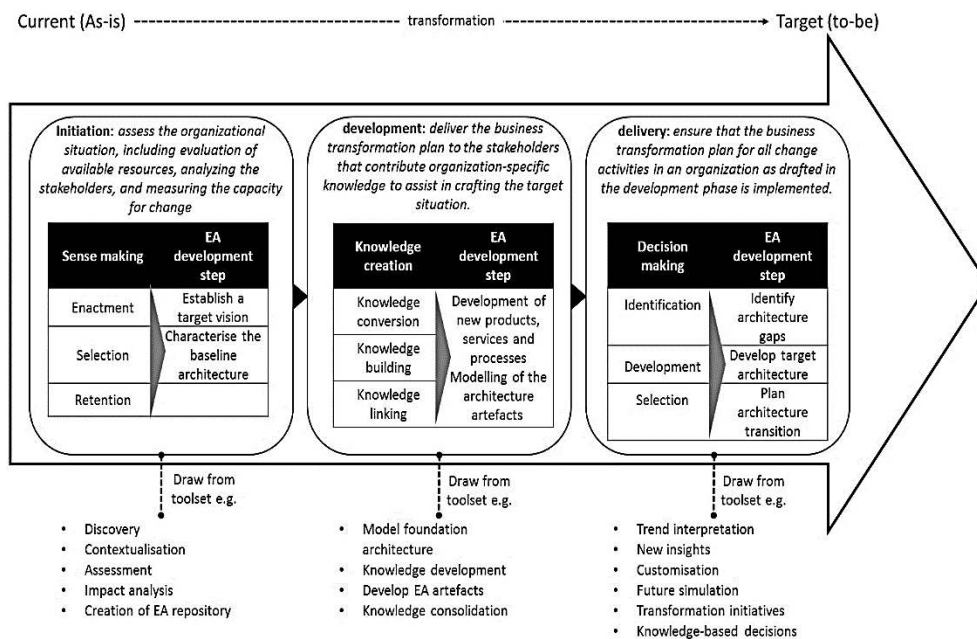 Current (As-is)
transformation
Target (to-be)
Initiation: assess the organizational
situation, including evaluation of
available resources, analyzing the
stakeholders, and measuring the capacity
for change
Sense making
EA
development
step
Enactment
Selection
Retention
Establish a
target vision
Characterise the
baseline
architecture
development: deliver the business
transformation plan to the stakeholders
that contribute organization-specific
knowledge to assist in crafting the target
situation.
Knowledge
creation
EA
development
step
Knowledge
conversion
Knowledge
building
Knowledge
linking
Development of
new products,
services and
processes
Modelling of the
architecture
artefacts
delivery: ensure that the business
transformation plan for all change
activities in an organization as drafted
in the development phase is implemented.
Decision
making
EA
development
step
Identification
Identify
architecture
gaps
Development
Develop target
architecture
Selection
Plan
architecture
transition
Draw from
toolset e.g.
• Discovery
• Contextualisation
• Assessment
• Impact analysis
• Creation of EA repository
Draw from
toolset e.g.
• Model foundation
architecture
• Knowledge development
• Develop EA artefacts
• Knowledge consolidation
Draw from
toolset e.g.
• Trend interpretation
• New insights
• Customisation
• Future simulation
• Transformation initiatives
• Knowledge-based decisions